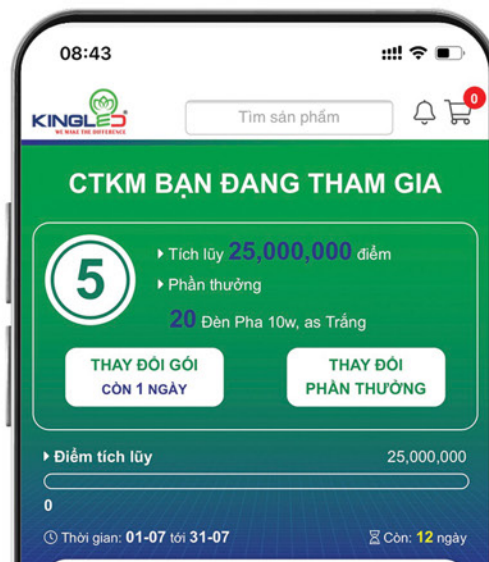 08:43
KINGLED
WE MAKE THE DIFFERENCE
Tìm sản phẩm
0
CTKM BẠN ĐANG THAM GIA
5
Tích lũy 25,000,000 điểm
Phần thưởng
20 Đèn Pha 10w, as Trắng
THAY ĐỔI GÓI
CÒN 1 NGÀY
THAY ĐỔI
PHẦN THƯỞNG
Điểm tích lũy 25,000,000
0
Thời gian: 01-07 tới 31-07 Còn: 12 ngày